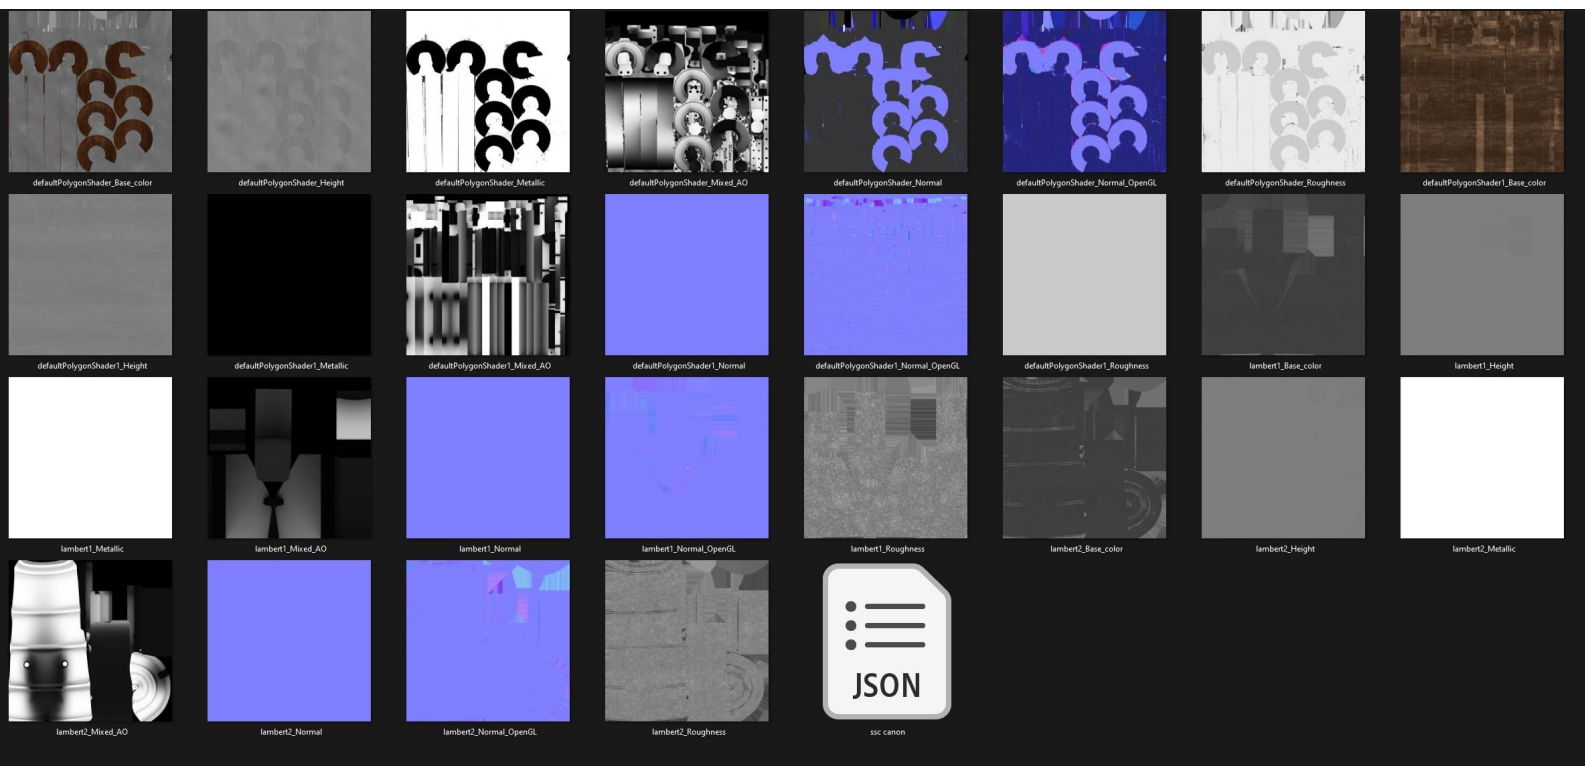 defaultPolygonShader_Base_color
defaultPolygonShader_Height
defaultPolygonShader_Metallic
defaultPolygonShader_Mixed_AO
defaultPolygonShader_Normal
defaultPolygonShader_Normal_OpenGL
defaultPolygonShader_Roughness
defaultPolygonShader1_Base_color
defaultPolygonShader1_Height
defaultPolygonShader1_Metallic
defaultPolygonShader1_Mixed_AO
defaultPolygonShader1_Normal
defaultPolygonShader1_Normal_OpenGL
defaultPolygonShader1_Roughness
lambert1_Base_color
lambert1_Height
lambert1_Metallic
lambert1_Mixed_AO
lambert1_Normal
lambert1_Normal_OpenGL
lambert1_Roughness
lambert2_Base_color
lambert2_Height
lambert2_Metallic
JSON
lambert2_Mixed_AO
lambert2_Normal
lambert2_Normal_OpenGL
lambert2_Roughness
ssc canon